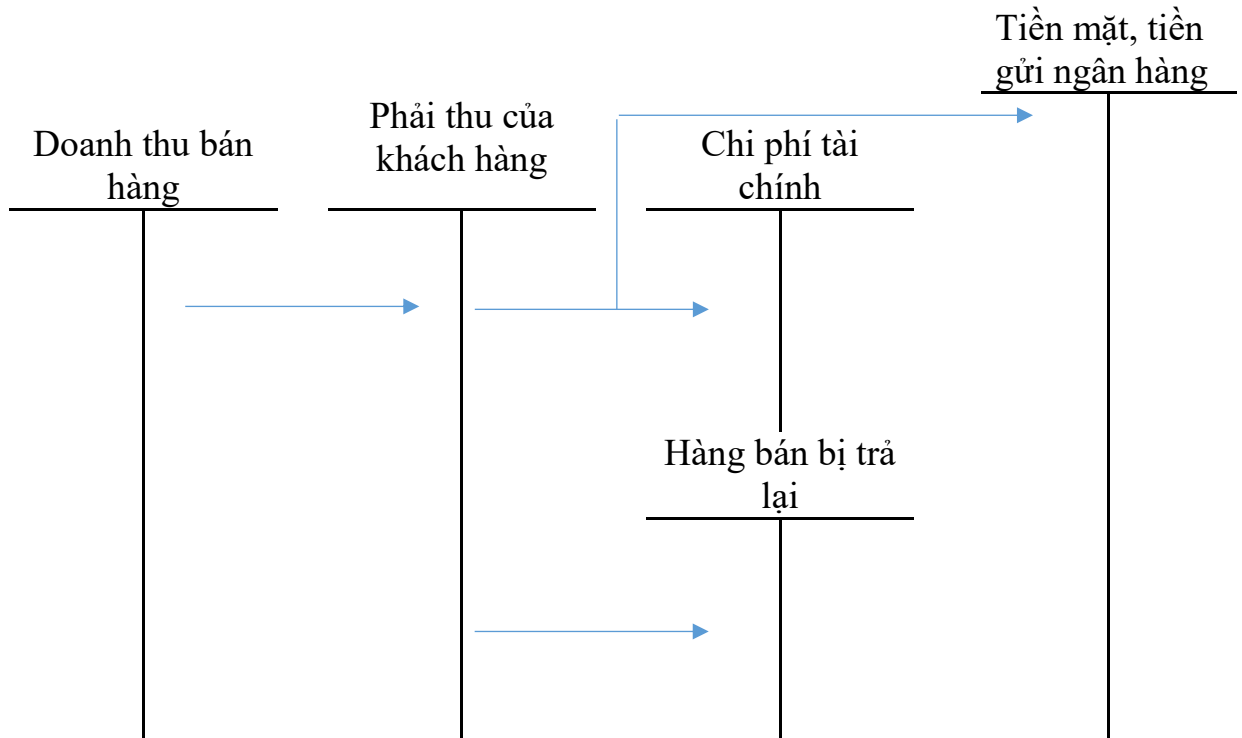 Tiền mặt, tiền
gửi ngân hàng
Doanh thu bán
hàng
Phải thu của
khách hàng
Chi phí tài
chính
Hàng bán bị trả
lại